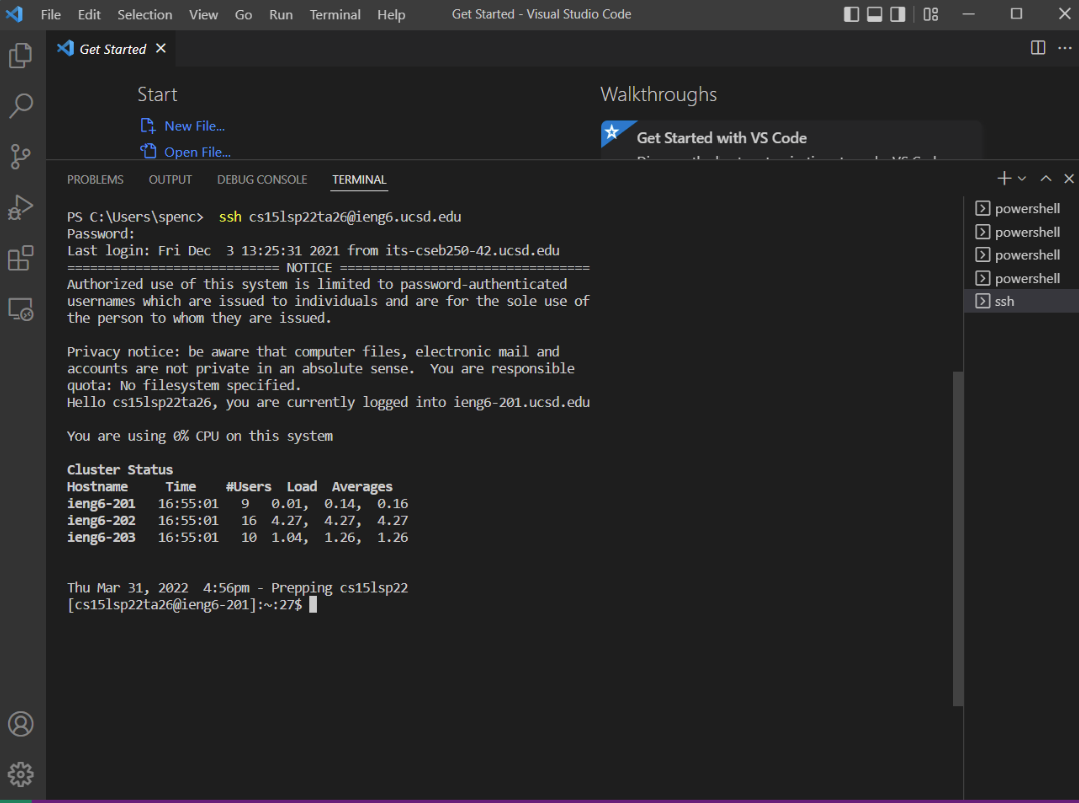 File Edit Selection View Go Run Terminal Help Get Started - Visual Studio Code
Get Started
Start
Walkthroughs
New File...
Open File...
Get Started with VS Code
PROBLEMS OUTPUT DEBUG CONSOLE TERMINAL
PS C:\Users\spenc>  ssh cs15lsp22ta26@ieng6.ucsd.edu
Password:
Last login: Fri Dec  3 13:25:31 2021 from its-cseb250-42.ucsd.edu
============================ NOTICE =================================
Authorized use of this system is limited to password-authenticated
usernames which are issued to individuals and are for the sole use of
the person to whom they are issued.
Privacy notice: be aware that computer files, electronic mail and
accounts are not private in an absolute sense.  You are responsible
quota: No filesystem specified.
Hello cs15lsp22ta26, you are currently logged into ieng6-201.ucsd.edu
You are using 0% CPU on this system
Cluster Status
Hostname     Time    #Users  Load  Averages
ieng6-201   16:55:01   9   0.01,  0.14,  0.16
ieng6-202   16:55:01   16  4.27,  4.27,  4.27
ieng6-203   16:55:01   10  1.04,  1.26,  1.26
Thu Mar 31, 2022  4:56pm - Prepping cs15lsp22
[cs15lsp22ta26@ieng6-201]:~:27$
powershell
powershell
powershell
powershell
ssh